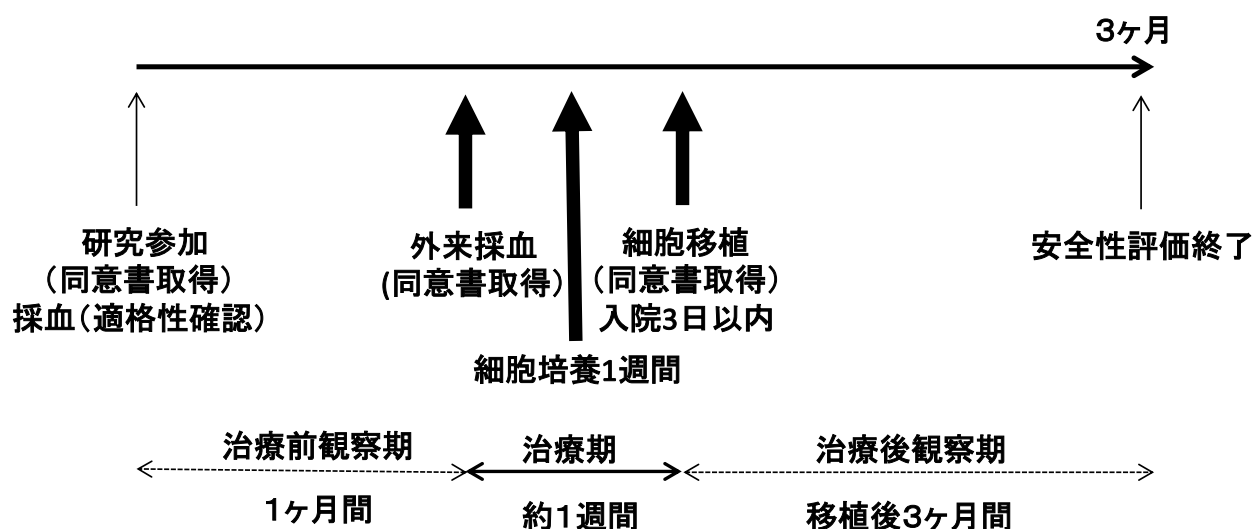 3ヶ月
研究参加
（同意書取得）
採血（適格性確認）
外来採血
(同意書取得）
細胞移植
（同意書取得）
入院3日以内
安全性評価終了
細胞培養1週間
治療前観察期
治療期
治療後観察期
１ヶ月間
約１週間
移植後３ヶ月間